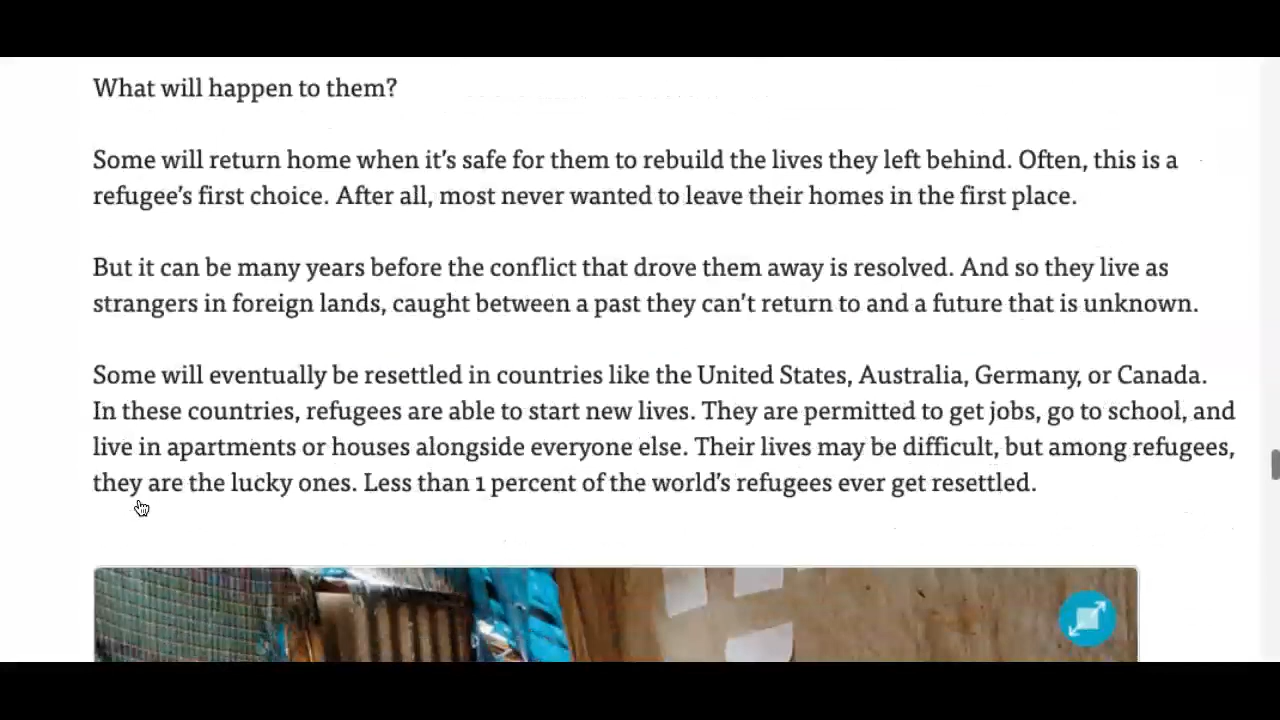 What will happen to them?
Some will return home when it’s safe for them to rebuild the lives they left behind. Often, this is a
refugee’s first choice. After all, most never wanted to leave their homes in the first place.
But it can be many years before the conflict that drove them away is resolved. And so they live as
strangers in foreign lands, caught between a past they can’t return to and a future that is unknown.
Some will eventually be resettled in countries like the United States, Australia, Germany, or Canada.
In these countries, refugees are able to start new lives. They are permitted to get jobs, go to school, and
live in apartments or houses alongside everyone else. Their lives may be difficult, but among refugees,
they are the lucky ones. Less than 1 percent of the world’s refugees ever get resettled.